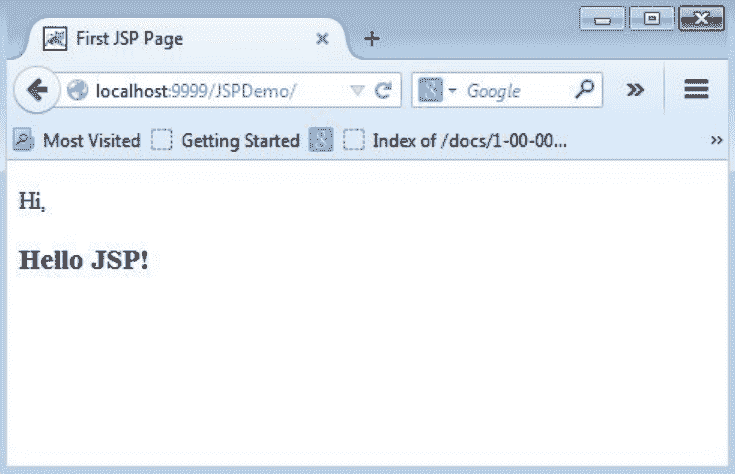 First JSP Page
localhost:9999/JSPDemo/
Google
Most Visited Getting Started Index of /docs/1-00-00...
Hi,
Hello JSP!